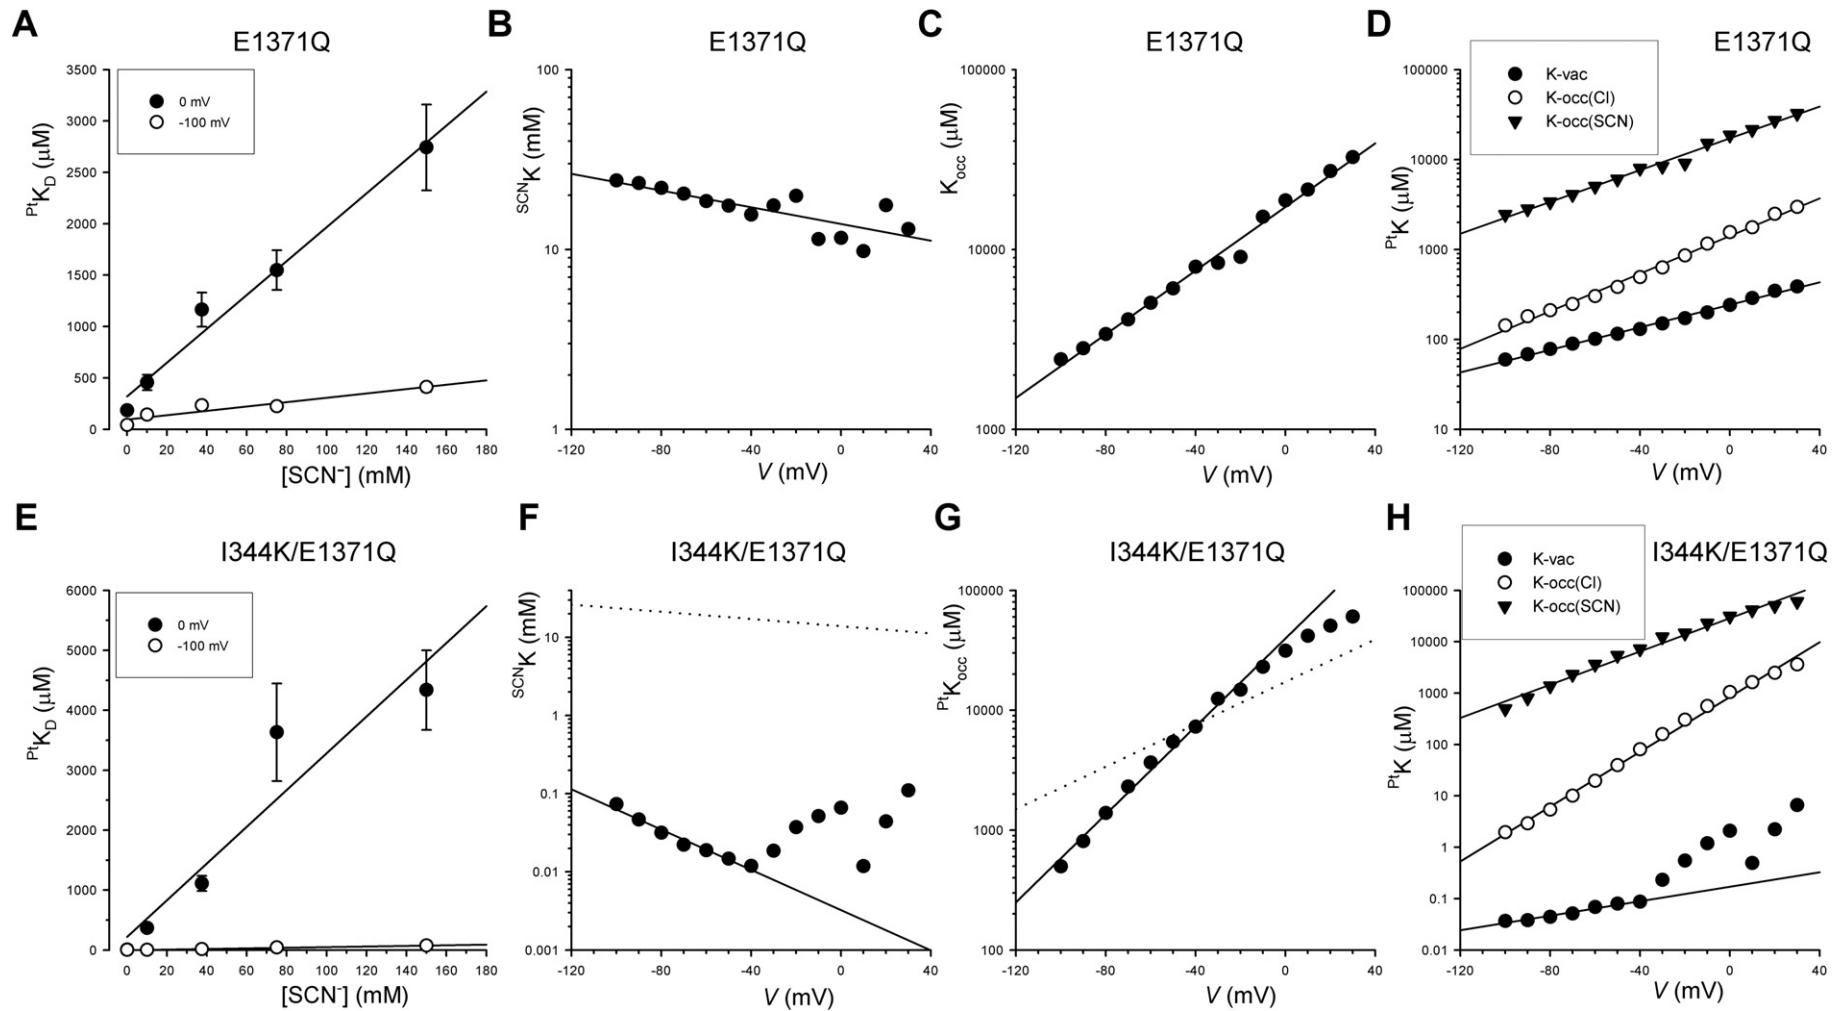 A
E1371Q
3500
3000
2500
2000
1500
1000
500
0
PtKD (μM)
0 mV
-100 mV
0 20 40 60 80 100 120 140 160 180
[SCN⁻] (mM)
B
E1371Q
100
10
1
SCNK (mM)
-120 -80 -40 0 40
V (mV)
C
E1371Q
100000
10000
1000
Kocc (μM)
-120 -80 -40 0 40
V (mV)
D
E1371Q
K-vac
K-occ(Cl)
K-occ(SCN)
100000
10000
1000
100
10
PtK (μM)
-120 -80 -40 0 40
V (mV)
E
I344K/E1371Q
6000
5000
4000
3000
2000
1000
0
PtKD (μM)
0 mV
-100 mV
0 20 40 60 80 100 120 140 160 180
[SCN⁻] (mM)
F
I344K/E1371Q
10
1
0.1
0.01
0.001
SCNK (mM)
-120 -80 -40 0 40
V (mV)
G
I344K/E1371Q
100000
10000
1000
100
PtKocc (μM)
-120 -80 -40 0 40
V (mV)
H
I344K/E1371Q
K-vac
K-occ(Cl)
K-occ(SCN)
100000
10000
1000
100
10
1
0.1
0.01
PtK (μM)
-120 -80 -40 0 40
V (mV)